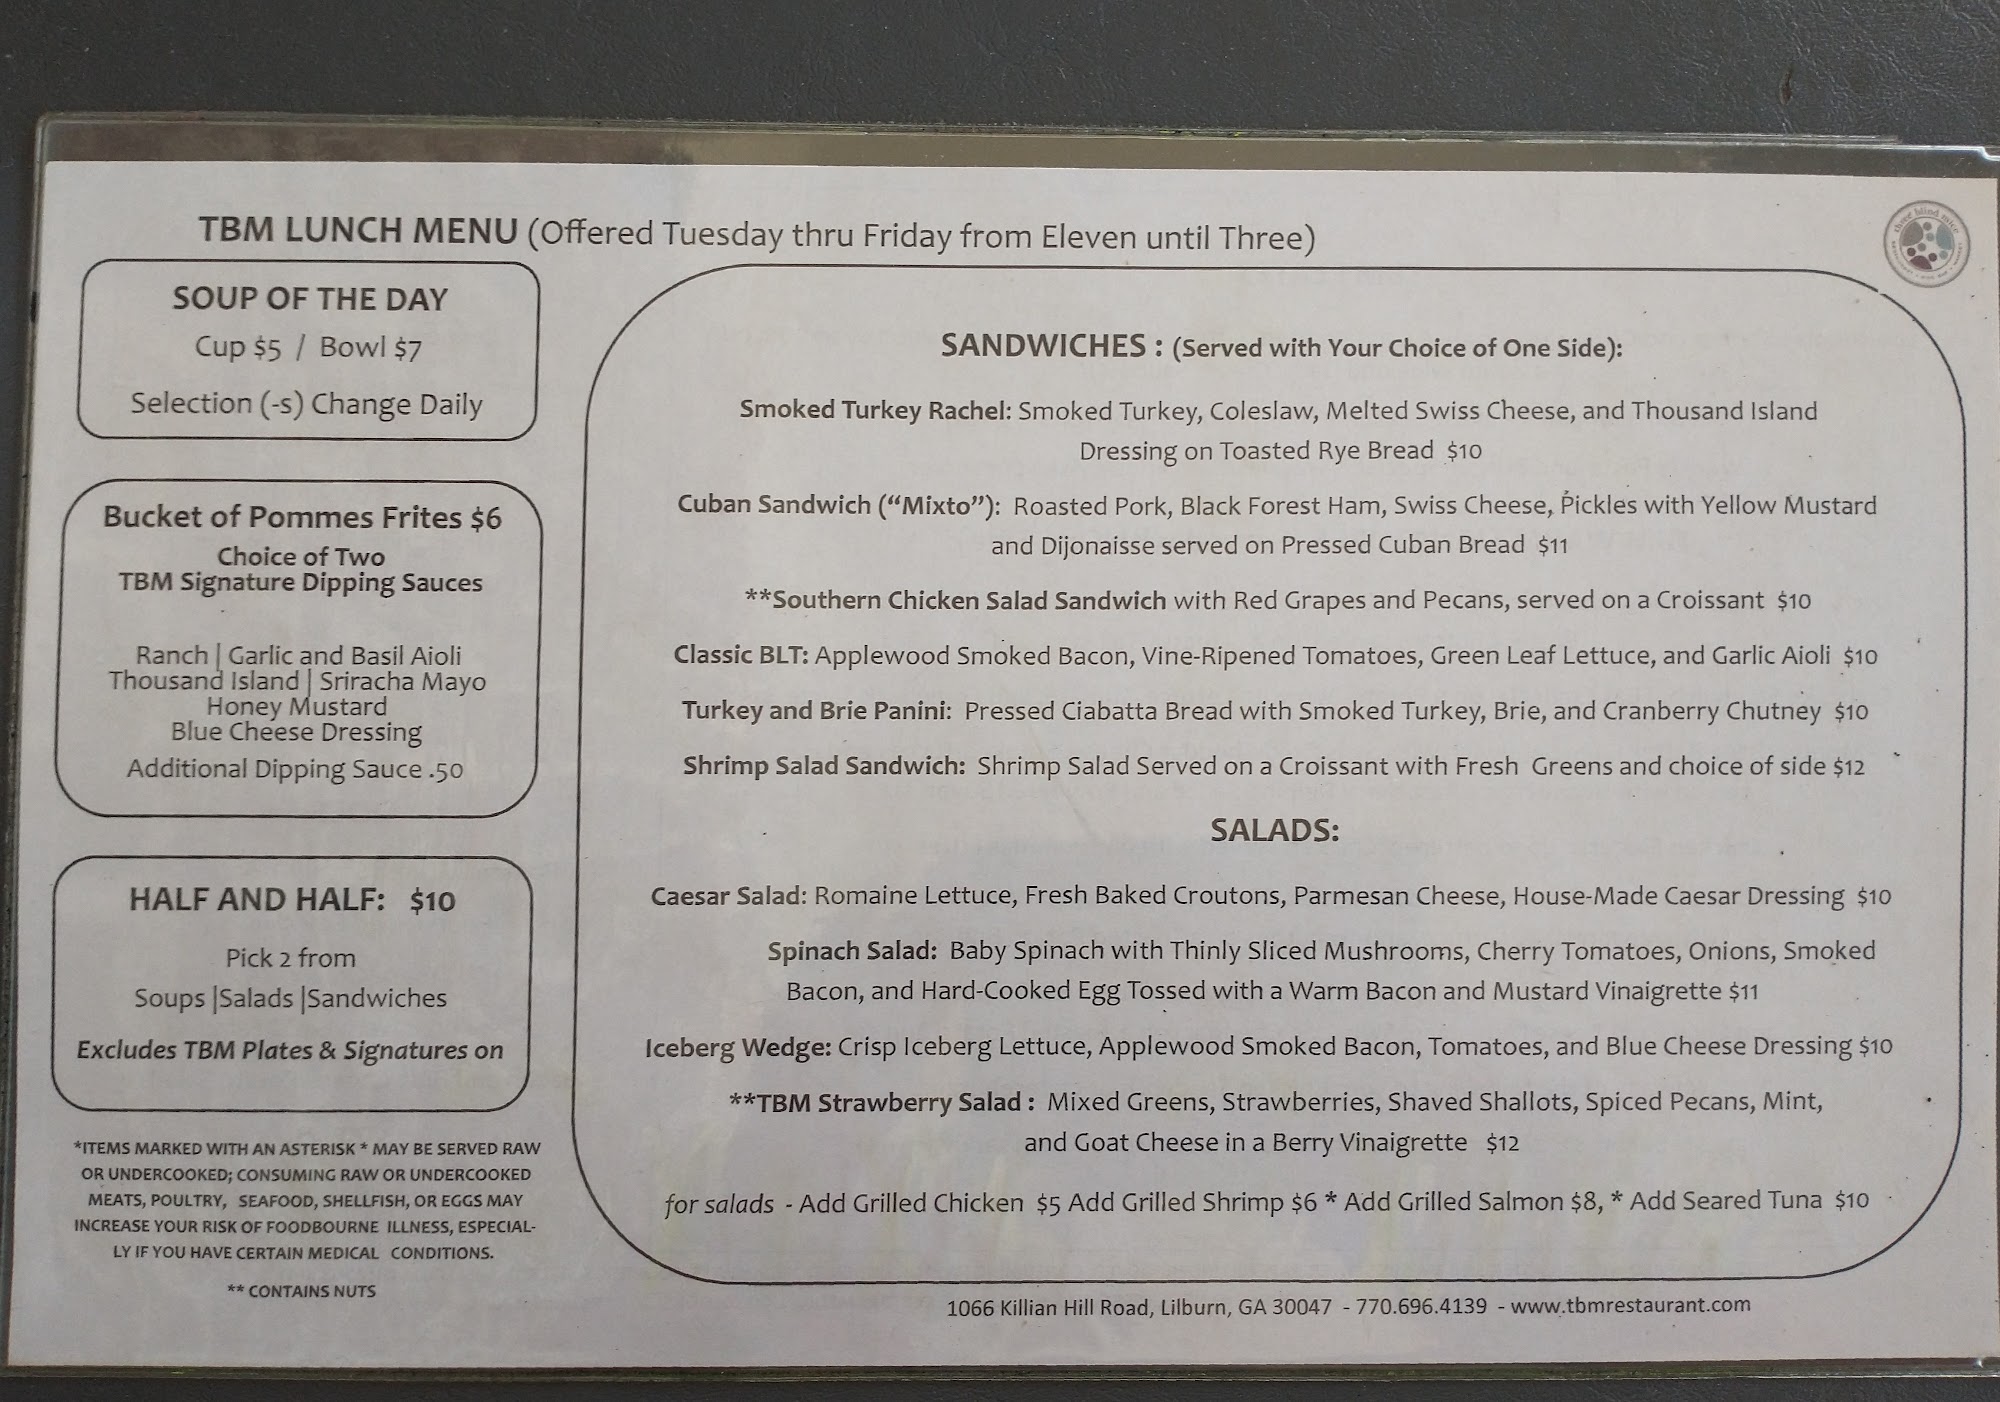 TBM LUNCH MENU (Offered Tuesday thru Friday from Eleven until Three)
three blind mice
SOUP OF THE DAY
Cup $5 / Bowl $7
Selection (-s) Change Daily
Bucket of Pommes Frites $6
Choice of Two
TBM Signature Dipping Sauces
Ranch | Garlic and Basil Aioli
Thousand Island | Sriracha Mayo
Honey Mustard
Blue Cheese Dressing
Additional Dipping Sauce .50
HALF AND HALF: $10
Pick 2 from
Soups |Salads |Sandwiches
Excludes TBM Plates & Signatures on
*ITEMS MARKED WITH AN ASTERISK * MAY BE SERVED RAW
OR UNDERCOOKED; CONSUMING RAW OR UNDERCOOKED
MEATS, POULTRY, SEAFOOD, SHELLFISH, OR EGGS MAY
INCREASE YOUR RISK OF FOODBOURNE ILLNESS, ESPECIAL-
LY IF YOU HAVE CERTAIN MEDICAL CONDITIONS.
** CONTAINS NUTS
SANDWICHES : (Served with Your Choice of One Side):
Smoked Turkey Rachel: Smoked Turkey, Coleslaw, Melted Swiss Cheese, and Thousand Island
Dressing on Toasted Rye Bread $10
Cuban Sandwich (“Mixto”): Roasted Pork, Black Forest Ham, Swiss Cheese, Pickles with Yellow Mustard
and Dijonaisse served on Pressed Cuban Bread $11
**Southern Chicken Salad Sandwich with Red Grapes and Pecans, served on a Croissant $10
Classic BLT: Applewood Smoked Bacon, Vine-Ripened Tomatoes, Green Leaf Lettuce, and Garlic Aioli $10
Turkey and Brie Panini: Pressed Ciabatta Bread with Smoked Turkey, Brie, and Cranberry Chutney $10
Shrimp Salad Sandwich: Shrimp Salad Served on a Croissant with Fresh Greens and choice of side $12
SALADS:
Caesar Salad: Romaine Lettuce, Fresh Baked Croutons, Parmesan Cheese, House-Made Caesar Dressing $10
Spinach Salad: Baby Spinach with Thinly Sliced Mushrooms, Cherry Tomatoes, Onions, Smoked
Bacon, and Hard-Cooked Egg Tossed with a Warm Bacon and Mustard Vinaigrette $11
Iceberg Wedge: Crisp Iceberg Lettuce, Applewood Smoked Bacon, Tomatoes, and Blue Cheese Dressing $10
**TBM Strawberry Salad : Mixed Greens, Strawberries, Shaved Shallots, Spiced Pecans, Mint,
and Goat Cheese in a Berry Vinaigrette $12
for salads - Add Grilled Chicken $5 Add Grilled Shrimp $6 * Add Grilled Salmon $8, * Add Seared Tuna $10
1066 Killian Hill Road, Lilburn, GA 30047 - 770.696.4139 - www.tbmrestaurant.com